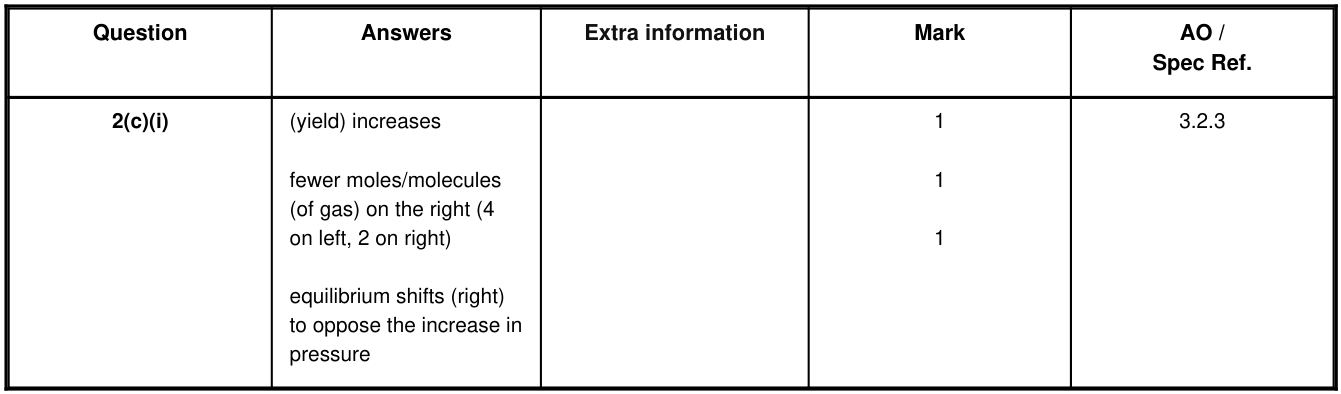 Question Answers Extra information Mark AO /
Spec Ref.
2(c)(i) (yield) increases 1 3.2.3
fewer moles/molecules 1
(of gas) on the right (4
on left, 2 on right) 1
equilibrium shifts (right)
to oppose the increase in
pressure